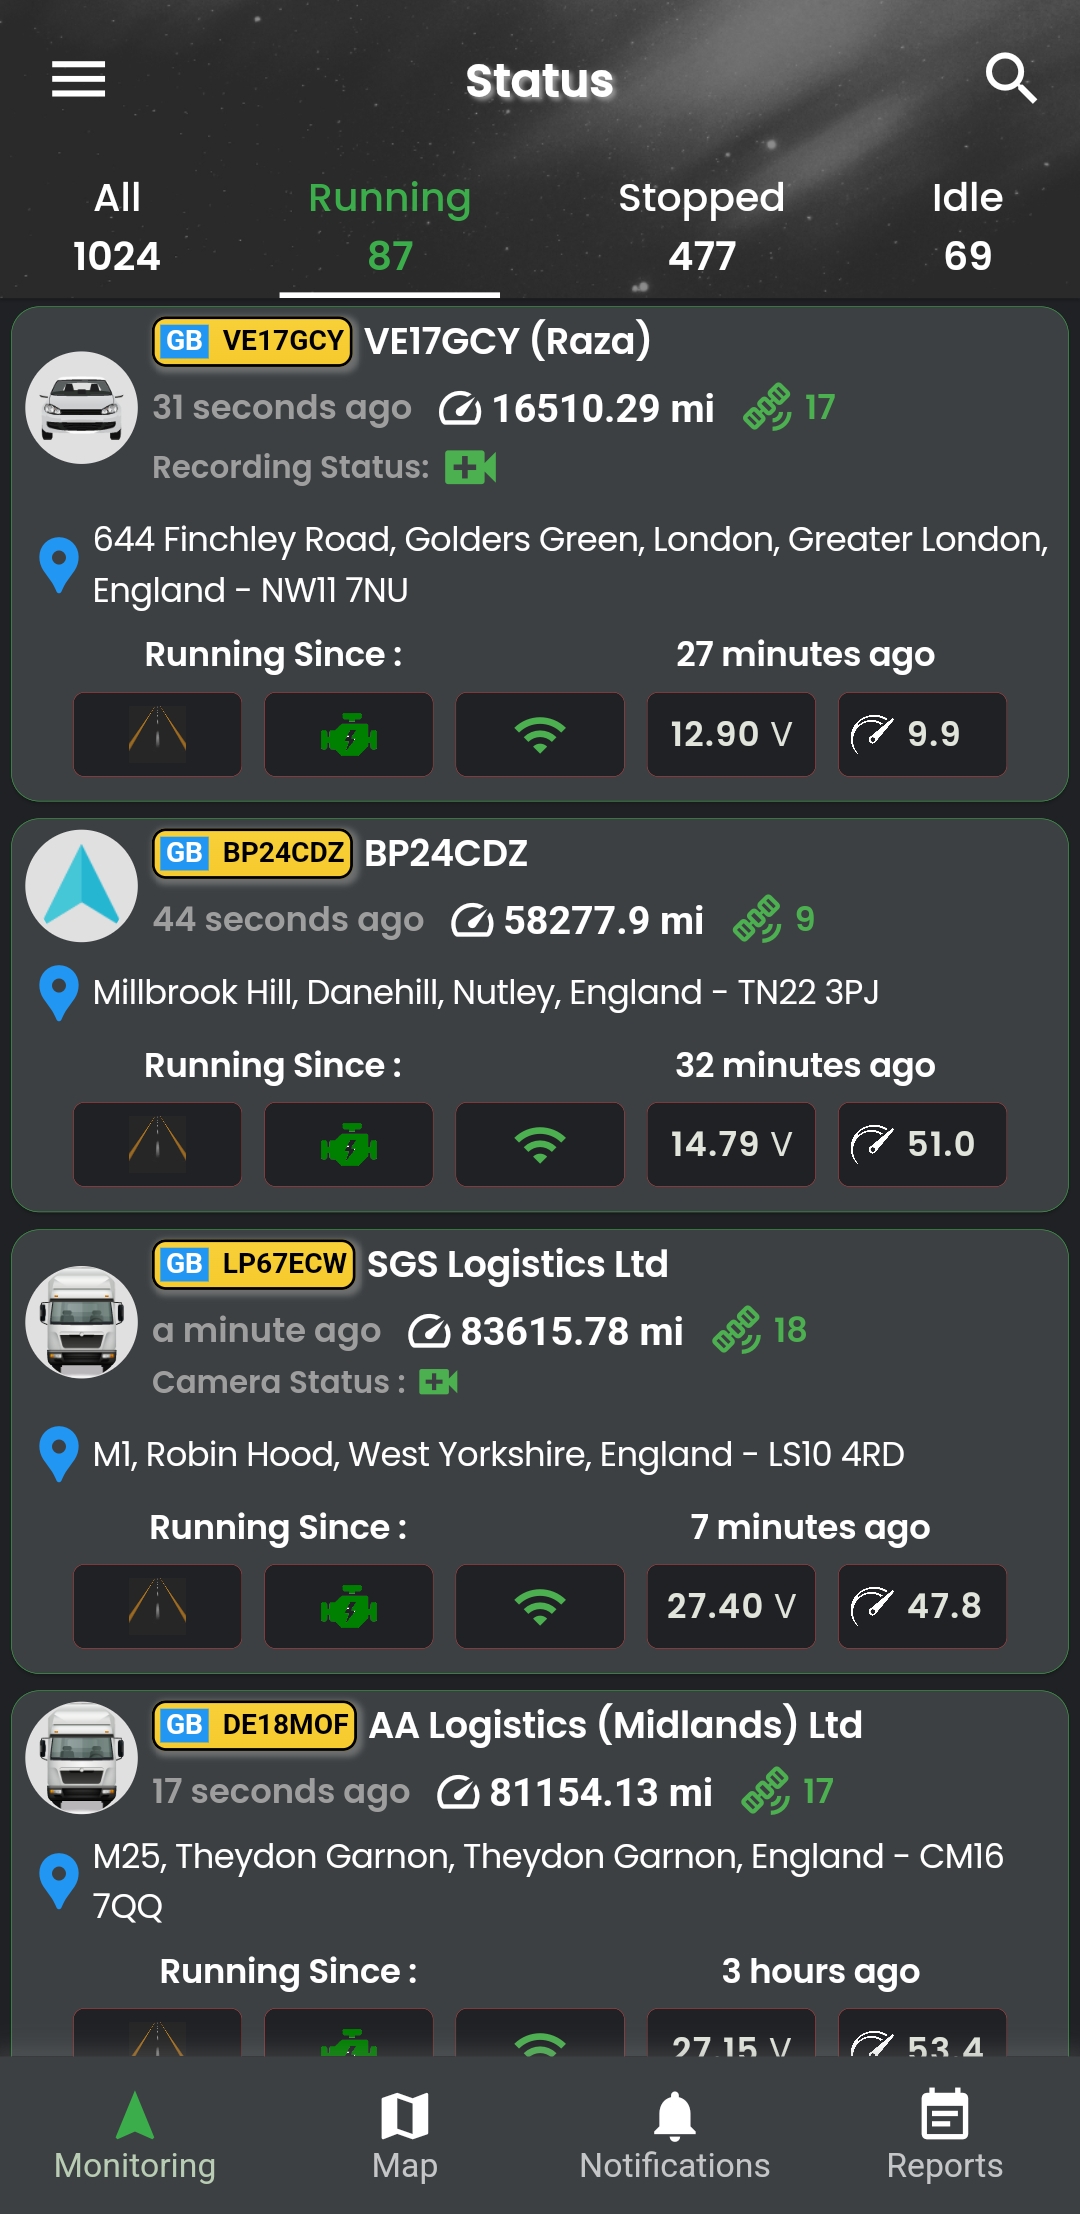 Status
All Running Stopped Idle
1024 87 477 69
GB VE17GCY VE17GCY (Raza)
31 seconds ago 16510.29 mi 17
Recording Status:
644 Finchley Road, Golders Green, London, Greater London,
England - NW11 7NU
Running Since : 27 minutes ago
12.90 V 9.9
GB BP24CDZ BP24CDZ
44 seconds ago 58277.9 mi 9
Millbrook Hill, Danehill, Nutley, England - TN22 3PJ
Running Since : 32 minutes ago
14.79 V 51.0
GB LP67ECW SGS Logistics Ltd
a minute ago 83615.78 mi 18
Camera Status :
M1, Robin Hood, West Yorkshire, England - LS10 4RD
Running Since : 7 minutes ago
27.40 V 47.8
GB DE18MOF AA Logistics (Midlands) Ltd
17 seconds ago 81154.13 mi 17
M25, Theydon Garnon, Theydon Garnon, England - CM16
7QQ
Running Since : 3 hours ago
27.15 V 53.4
Monitoring Map Notifications Reports